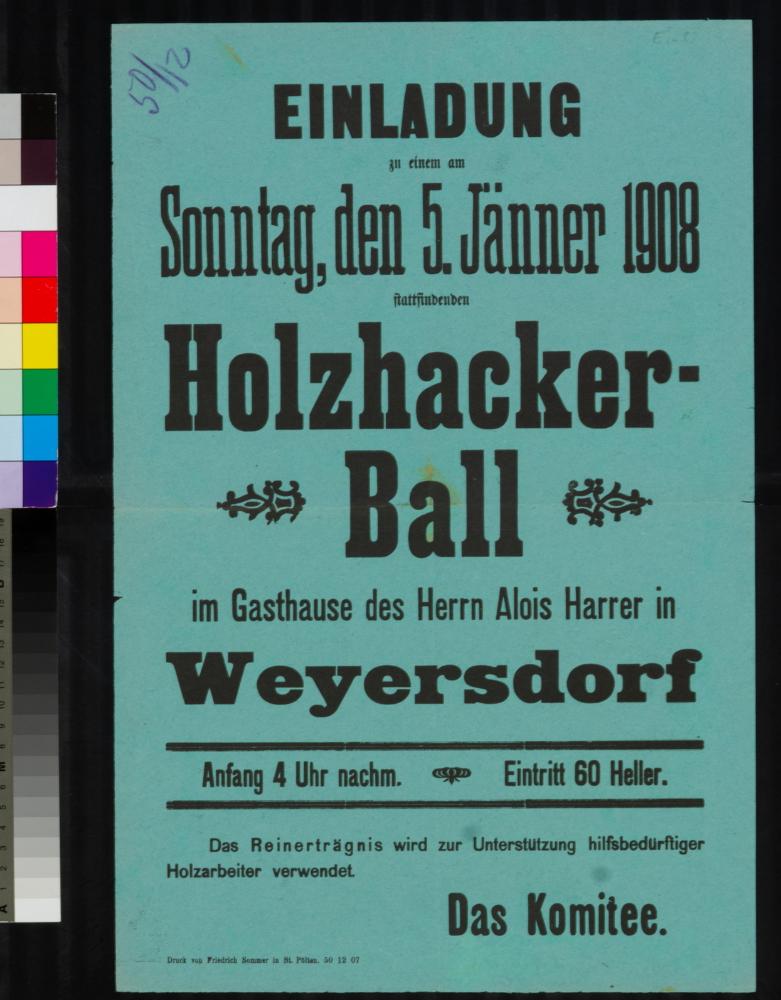 50/12
EINLADUNG
zu einem am
Sonntag, den 5. Jänner 1908
stattfindenden
Holzhacker-
Ball
im Gasthause des Herrn Alois Harrer in
Weyersdorf
Anfang 4 Uhr nachm. Eintritt 60 Heller.
Das Reinerträgnis wird zur Unterstützung hilfsbedürftiger
Holzarbeiter verwendet.
Das Komitee.
Druck von Friedrich Sommer in St. Pölten. 50 12 07